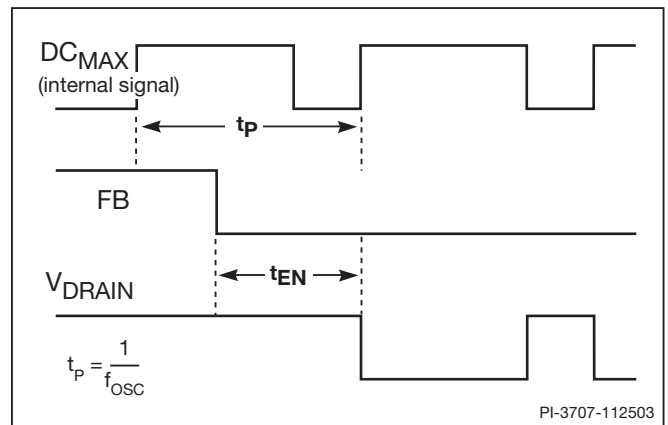 DCMAX
(internal signal)
tP
FB
tEN
VDRAIN
tP = 1
fOSC
PI-3707-112503